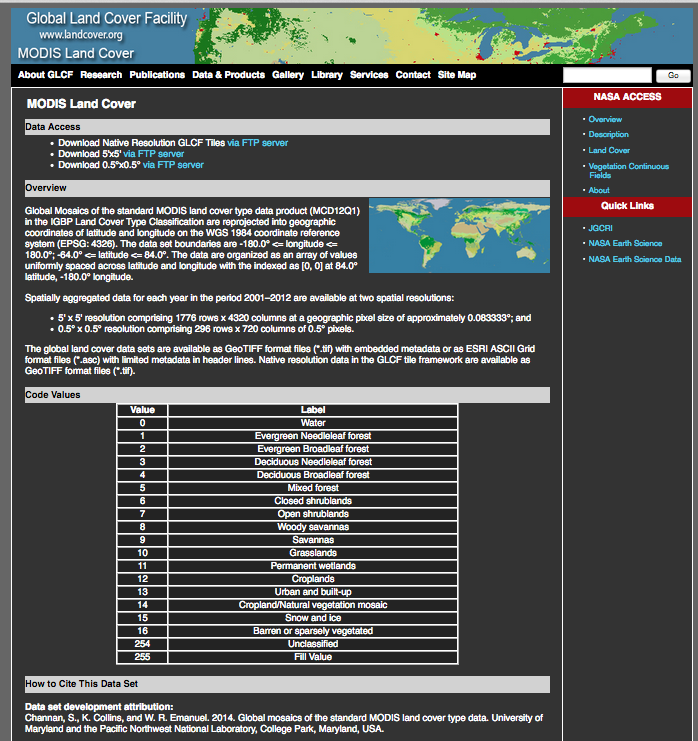 Global Land Cover Facility
www.landcover.org
MODIS Land Cover
About GLCF Research Publications Data & Products Gallery Library Services Contact Site Map
Go
MODIS Land Cover
Data Access
• Download Native Resolution GLCF Tiles via FTP server
• Download 5'x5' via FTP server
• Download 0.5°x0.5° via FTP server
Overview
Global Mosaics of the standard MODIS land cover type data product (MCD12Q1)
in the IGBP Land Cover Type Classification are reprojected into geographic
coordinates of latitude and longitude on the WGS 1984 coordinate reference
system (EPSG: 4326). The data set boundaries are -180.0° <= longitude <=
180.0°; -64.0° <= latitude <= 84.0°. The data are organized as an array of values
uniformly spaced across latitude and longitude with the indexed as [0, 0] at 84.0°
latitude, -180.0° longitude.
Spatially aggregated data for each year in the period 2001–2012 are available at two spatial resolutions:
• 5' x 5' resolution comprising 1776 rows x 4320 columns at a geographic pixel size of approximately 0.083333°; and
• 0.5° x 0.5° resolution comprising 296 rows x 720 columns of 0.5° pixels.
The global land cover data sets are available as GeoTIFF format files (*.tif) with embedded metadata or as ESRI ASCII Grid
format files (*.asc) with limited metadata in header lines. Native resolution data in the GLCF tile framework are available as
GeoTIFF format files (*.tif).
Code Values
Value Label
0 Water
1 Evergreen Needleleaf forest
2 Evergreen Broadleaf forest
3 Deciduous Needleleaf forest
4 Deciduous Broadleaf forest
5 Mixed forest
6 Closed shrublands
7 Open shrublands
8 Woody savannas
9 Savannas
10 Grasslands
11 Permanent wetlands
12 Croplands
13 Urban and built-up
14 Cropland/Natural vegetation mosaic
15 Snow and ice
16 Barren or sparsely vegetated
254 Unclassified
255 Fill Value
How to Cite This Data Set
Data set development attribution:
Channan, S., K. Collins, and W. R. Emanuel. 2014. Global mosaics of the standard MODIS land cover type data. University of
Maryland and the Pacific Northwest National Laboratory, College Park, Maryland, USA.
NASA ACCESS
• Overview
• Description
• Land Cover
• Vegetation Continuous
Fields
• About
Quick Links
• JGCRI
• NASA Earth Science
• NASA Earth Science Data